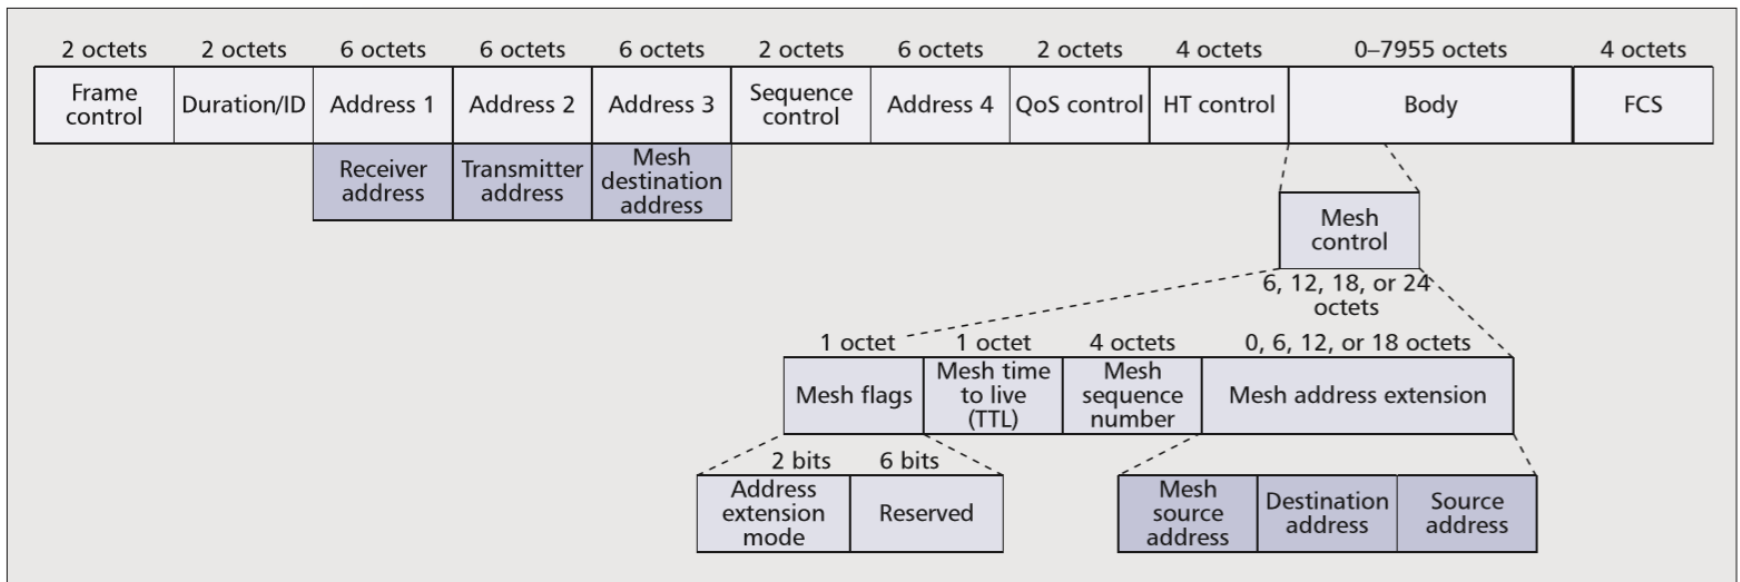 2 octets 2 octets 6 octets 6 octets 6 octets 2 octets 6 octets 2 octets 4 octets 0–7955 octets 4 octets
Frame
control
Duration/ID
Address 1
Address 2
Address 3
Sequence
control
Address 4
QoS control
HT control
Body
FCS
Receiver
address
Transmitter
address
Mesh
destination
address
Mesh
control
6, 12, 18, or 24
octets
1 octet 1 octet 4 octets 0, 6, 12, or 18 octets
Mesh flags
Mesh time
to live
(TTL)
Mesh
sequence
number
Mesh address extension
2 bits 6 bits
Address
extension
mode
Reserved
Mesh
source
address
Destination
address
Source
address